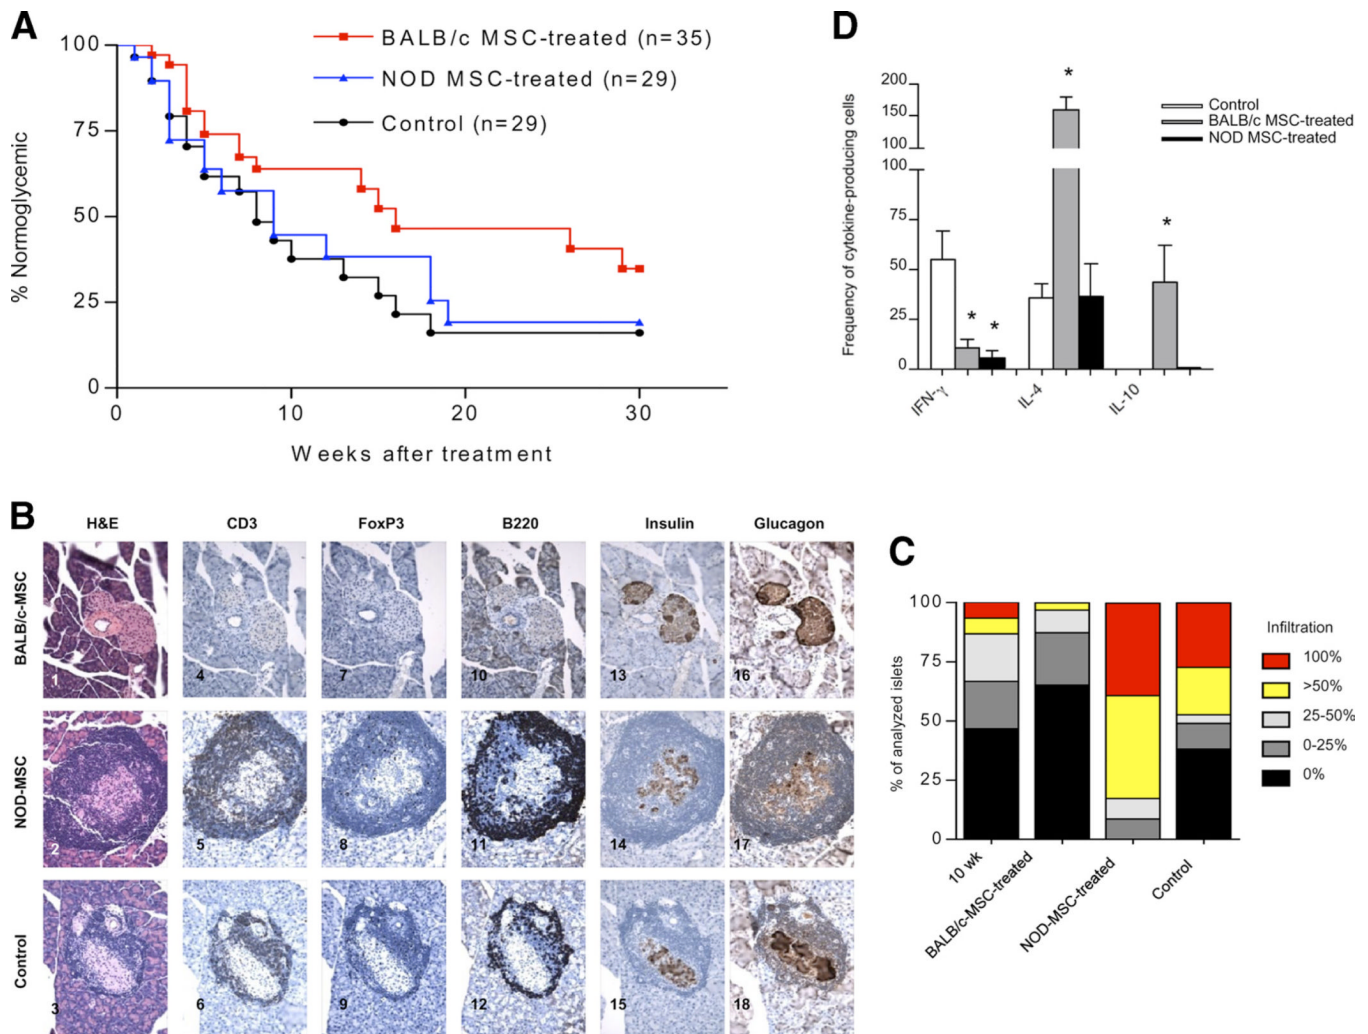 A
BALB/c MSC-treated (n=35)
NOD MSC-treated (n=29)
Control (n=29)
% Normoglycemic
100
75
50
25
0
0 10 20 30
Weeks after treatment
D
Frequency of cytokine-producing cells
200
150
100
100
75
50
25
0
* * * *
Control
BALB/c MSC-treated
NOD MSC-treated
IFN-γ IL-4 IL-10
B
H&E CD3 FoxP3 B220 Insulin Glucagon
BALB/c-MSC
1 4 7 10 13 16
NOD-MSC
2 5 8 11 14 17
Control
3 6 9 12 15 18
C
% of analyzed islets
100
75
50
25
0
10 wk
BALB/c-MSC-treated
NOD-MSC-treated
Control
Infiltration
100%
>50%
25-50%
0-25%
0%